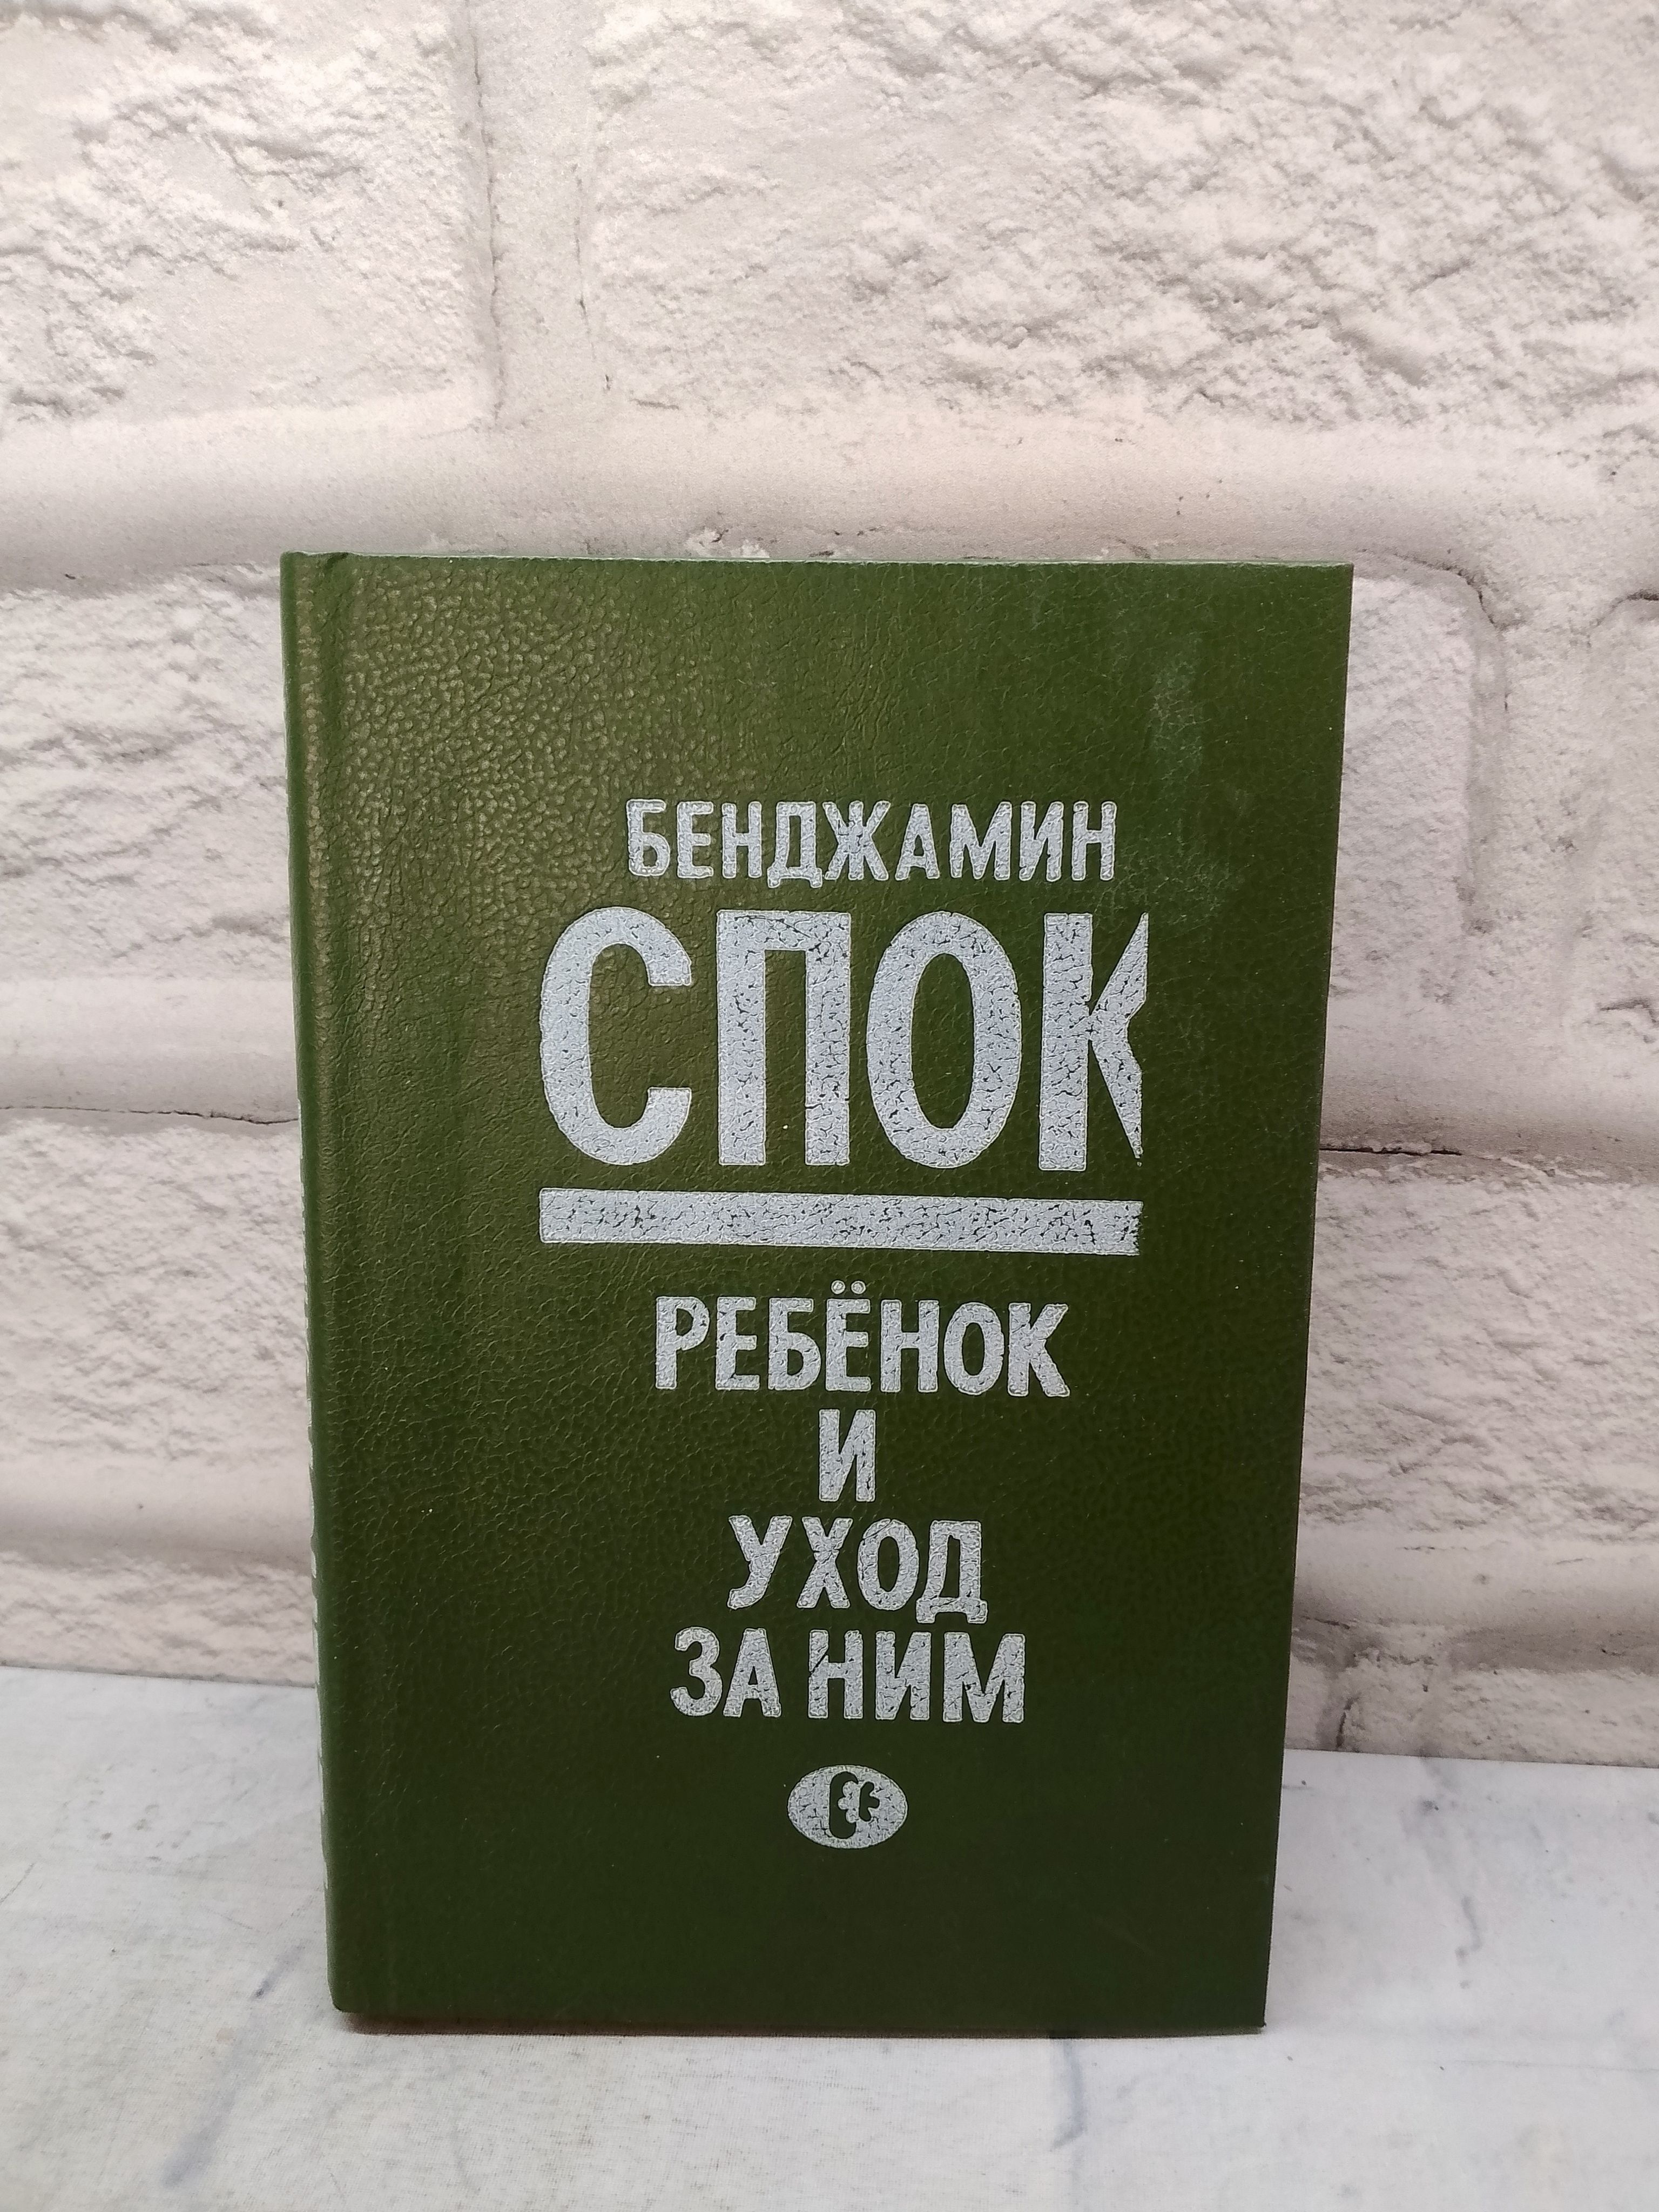 БЕНДЖАМИН
СПОК
РЕБЁНОК
И
УХОД
ЗА НИМ